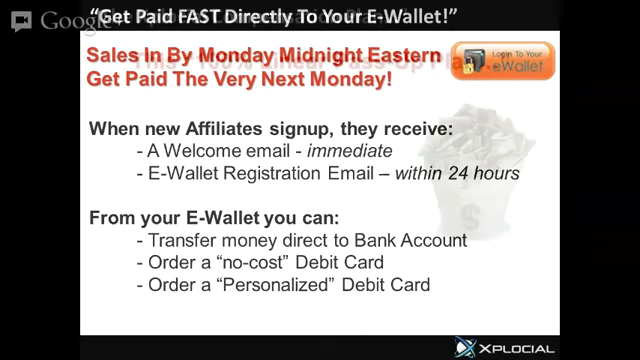 “Get Paid FAST Directly To Your E-Wallet!”
Google
Sales In By Monday Midnight Eastern
Get Paid The Very Next Monday!
Login To Your
eWallet
When new Affiliates signup, they receive:
- A Welcome email - immediate
- E-Wallet Registration Email – within 24 hours
From your E-Wallet you can:
- Transfer money direct to Bank Account
- Order a “no-cost” Debit Card
- Order a “Personalized” Debit Card
$
XPLOCIAL